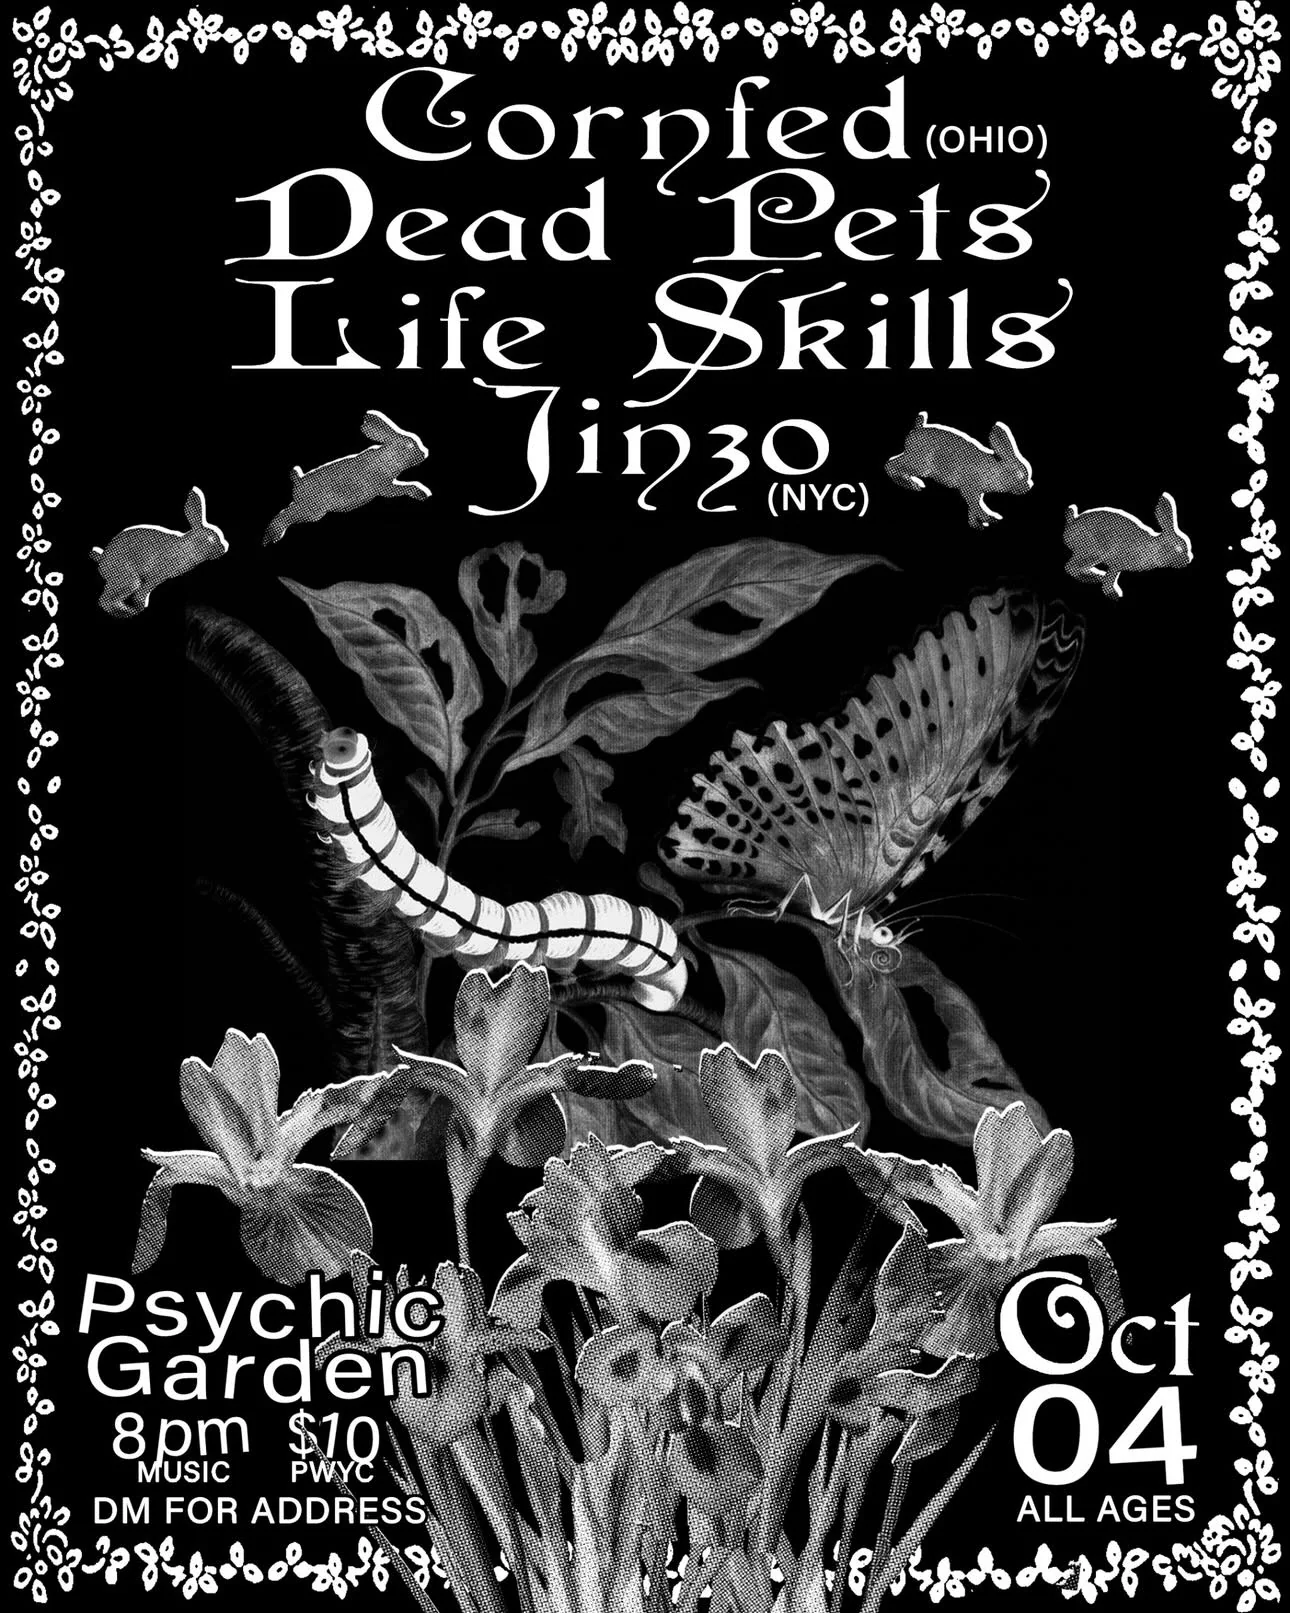 Cornfed (OHIO)
Dead Pets
Life Skills
Jinzo
(NYC)
Psychic
Garden
8pm $10
MUSIC PWYC
DM FOR ADDRESS
Oct
04
ALL AGES